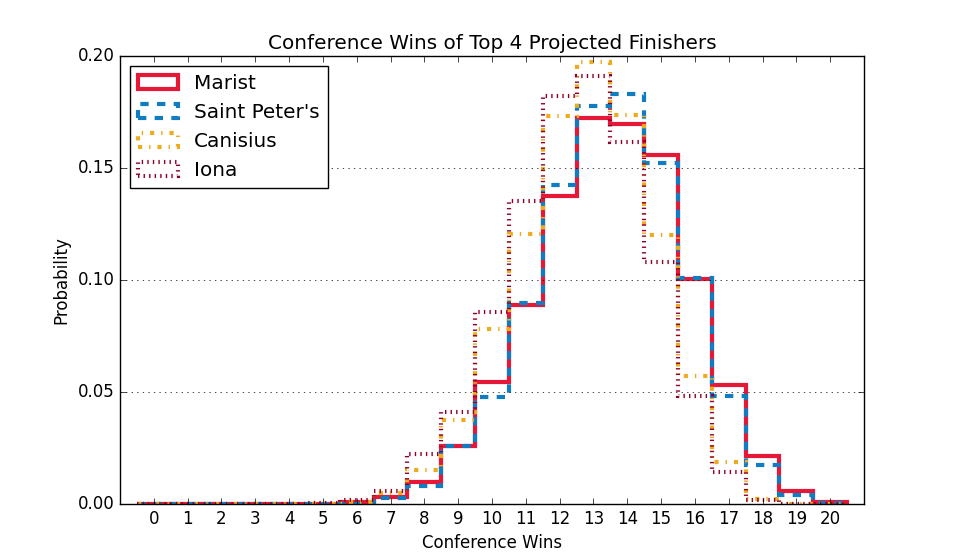 Conference Wins of Top 4 Projected Finishers
0.20
Marist
Saint Peter's
Canisius
Iona
0.15
Probability
0.10
0.05
0.00
0 1 2 3 4 5 6 7 8 9 10 11 12 13 14 15 16 17 18 19 20
Conference Wins